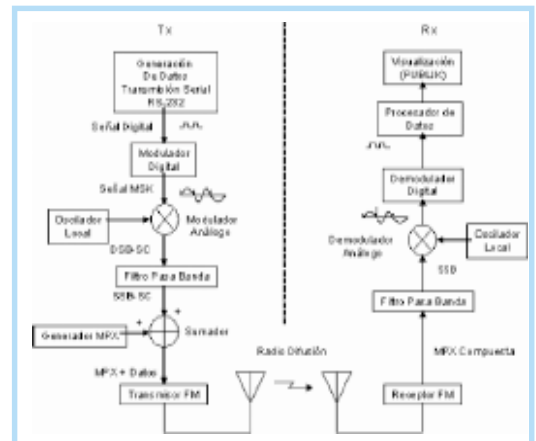 Tx
Generación
De Datos
Transmisión Serial
RS-232
Señal Digital
Modulador
Digital
Señal MSK
Oscilador
Local
Modulador
Análogo
DSB-SC
Filtro Pasa Banda
SSB-SC
+
+
Generador MPX
Sumador
MPX + Datos
Transmisor FM
Radio Difusión
Rx
Visualización
(PUBLIK)
Procesador de
Datos
Demodulador
Digital
Demodulador
Análogo
Oscilador
Local
SSB
Filtro Pasa Banda
MPX Compuesta
Receptor FM